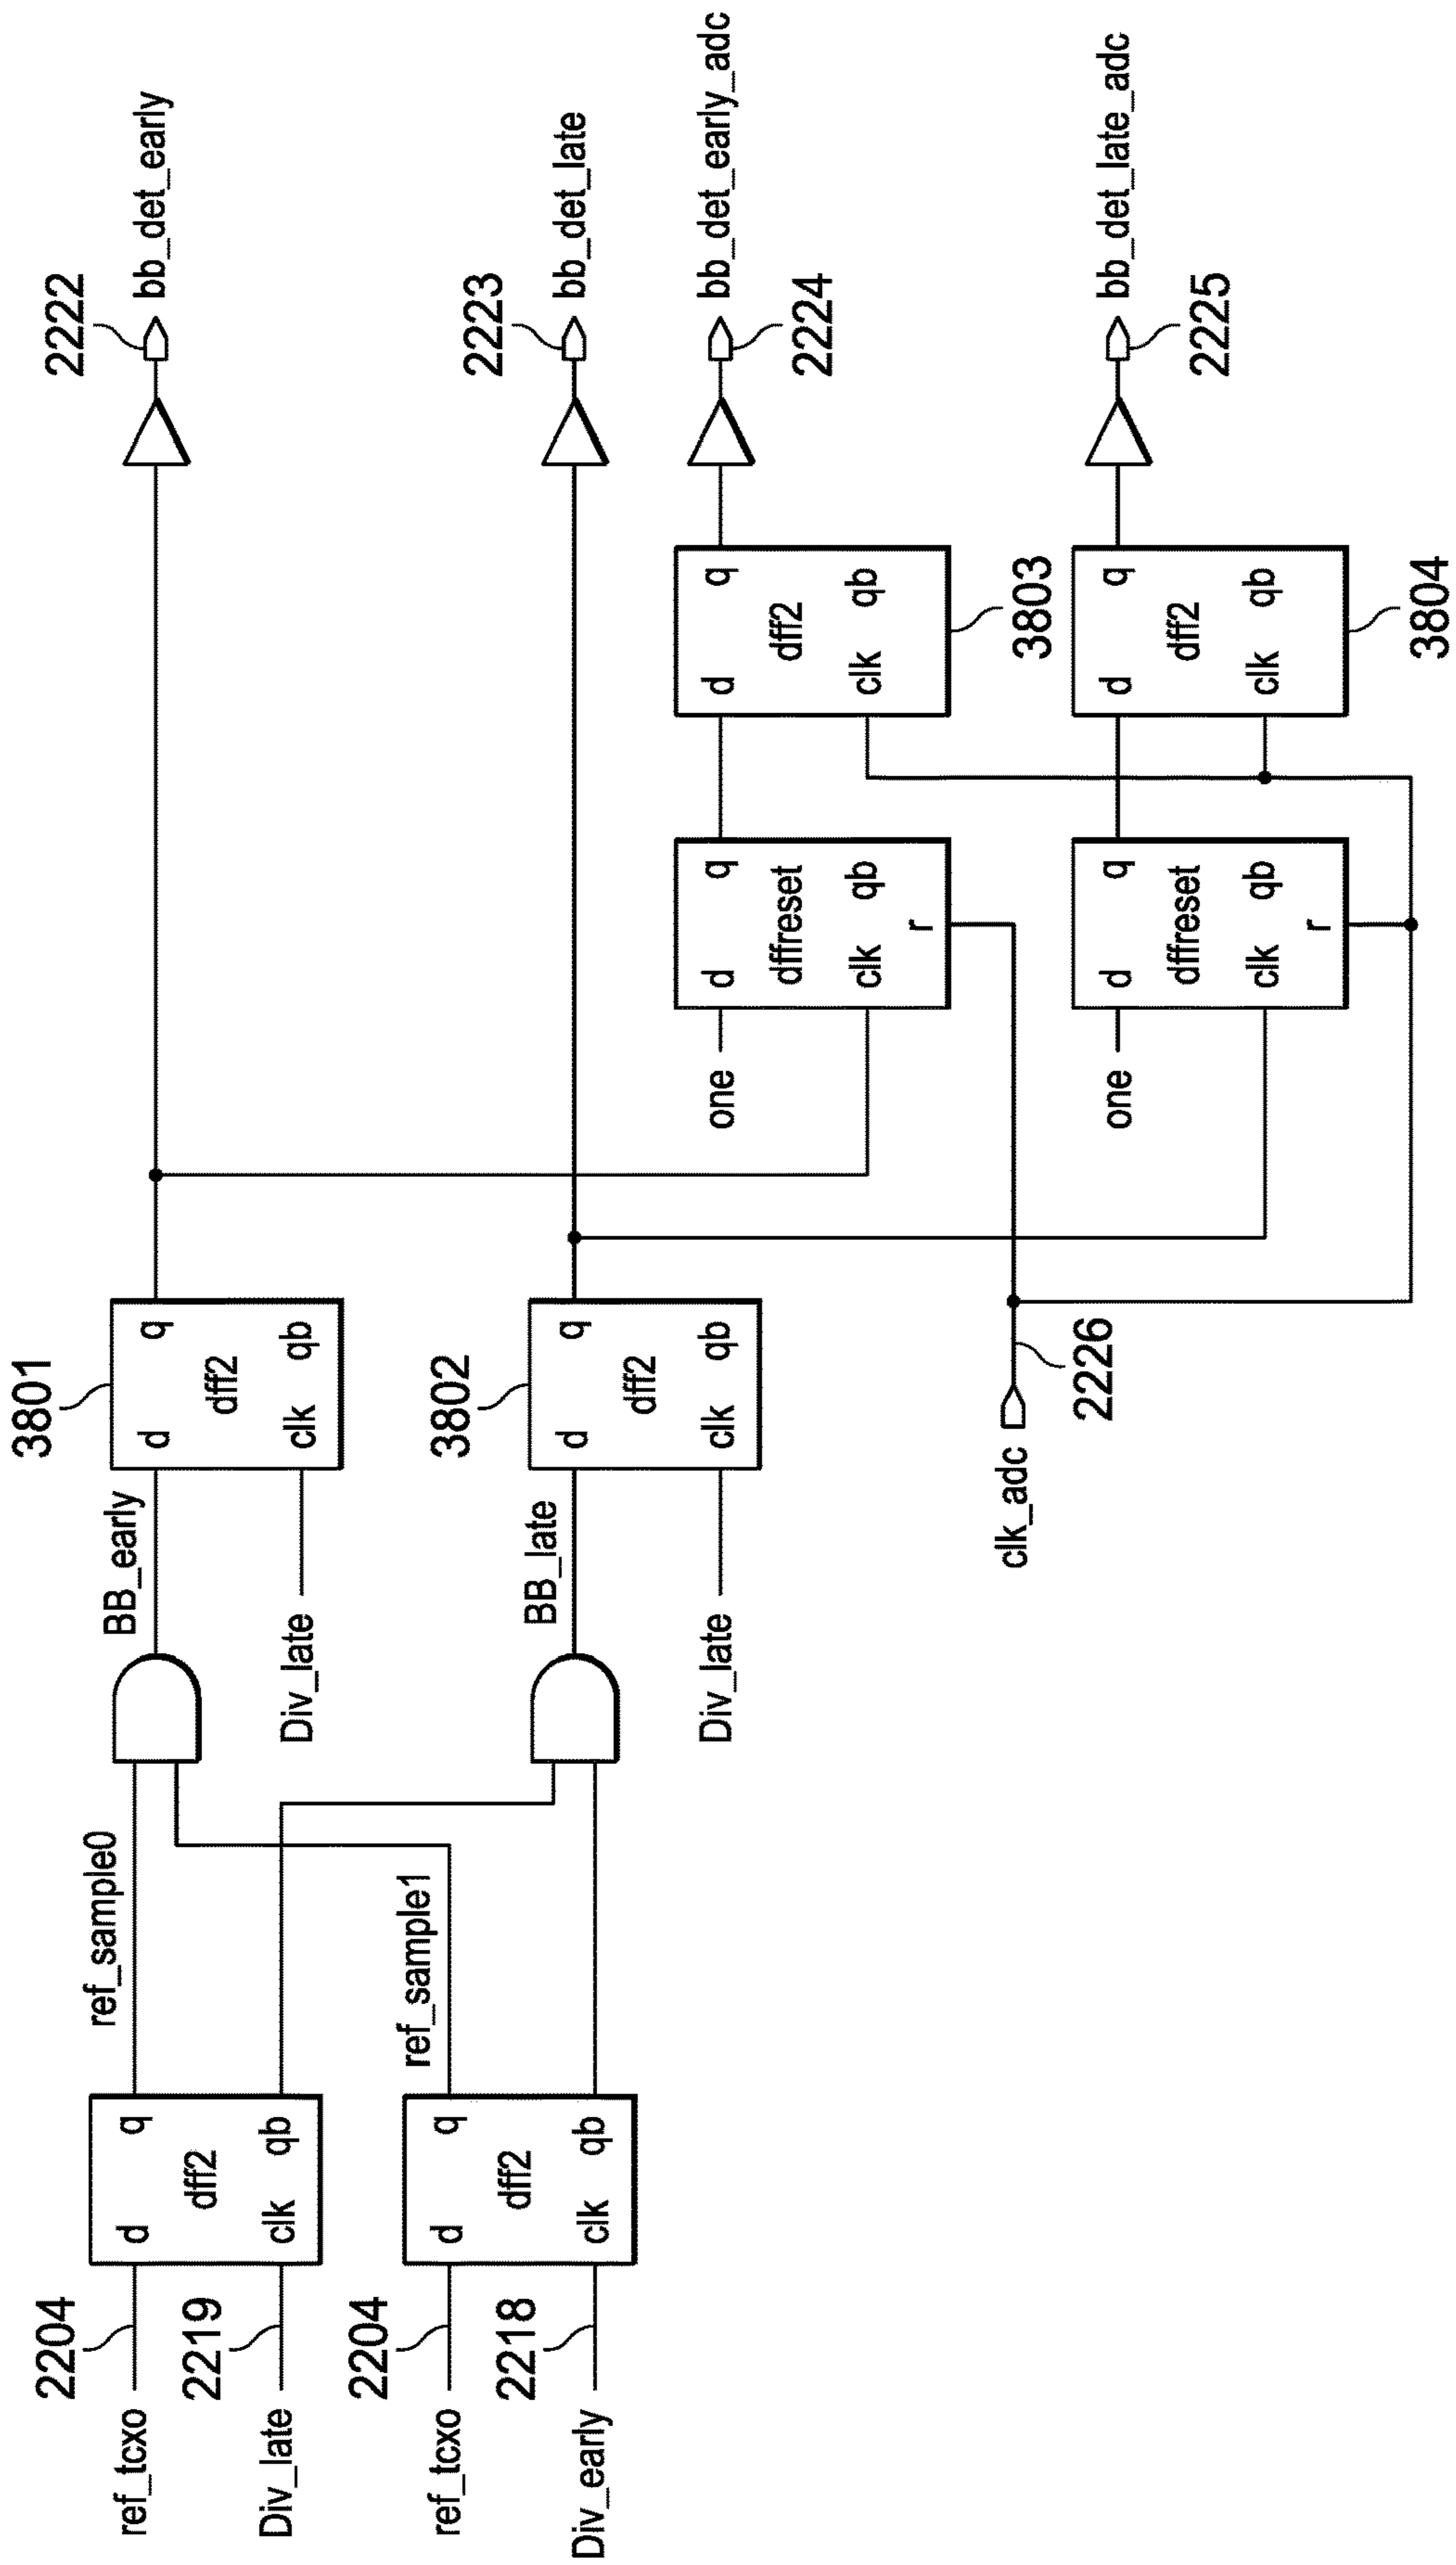 2222
bb_det_early
3801
BB_early
d
q
dff2
clk
qb
Div_late
ref_sample0
2204
ref_tcxo
d
q
dff2
clk
qb
2219
Div_late
2223
bb_det_late
3802
BB_late
d
q
dff2
clk
qb
Div_late
ref_sample1
2204
ref_tcxo
d
q
dff2
clk
qb
2218
Div_early
2224
bb_det_early_adc
one
d
q
dffreset
clk
qb
r
d
q
dff2
clk
qb
3803
clk_adc
2226
2225
bb_det_late_adc
one
d
q
dffreset
clk
qb
r
d
q
dff2
clk
qb
3804